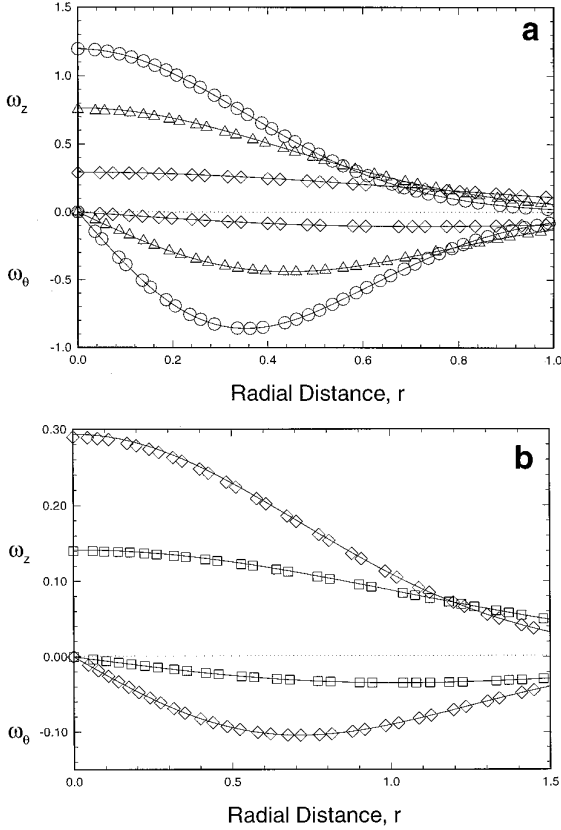 a
1.5
1.2
ω_z
0.5
0.0
ω_θ
-0.5
-1.0
0.0 0.2 0.4 0.6 0.8 1.0
Radial Distance, r
b
0.30
0.20
ω_z
0.10
0.00
-0.10
ω_θ
0.0 0.5 1.0 1.5
Radial Distance, r